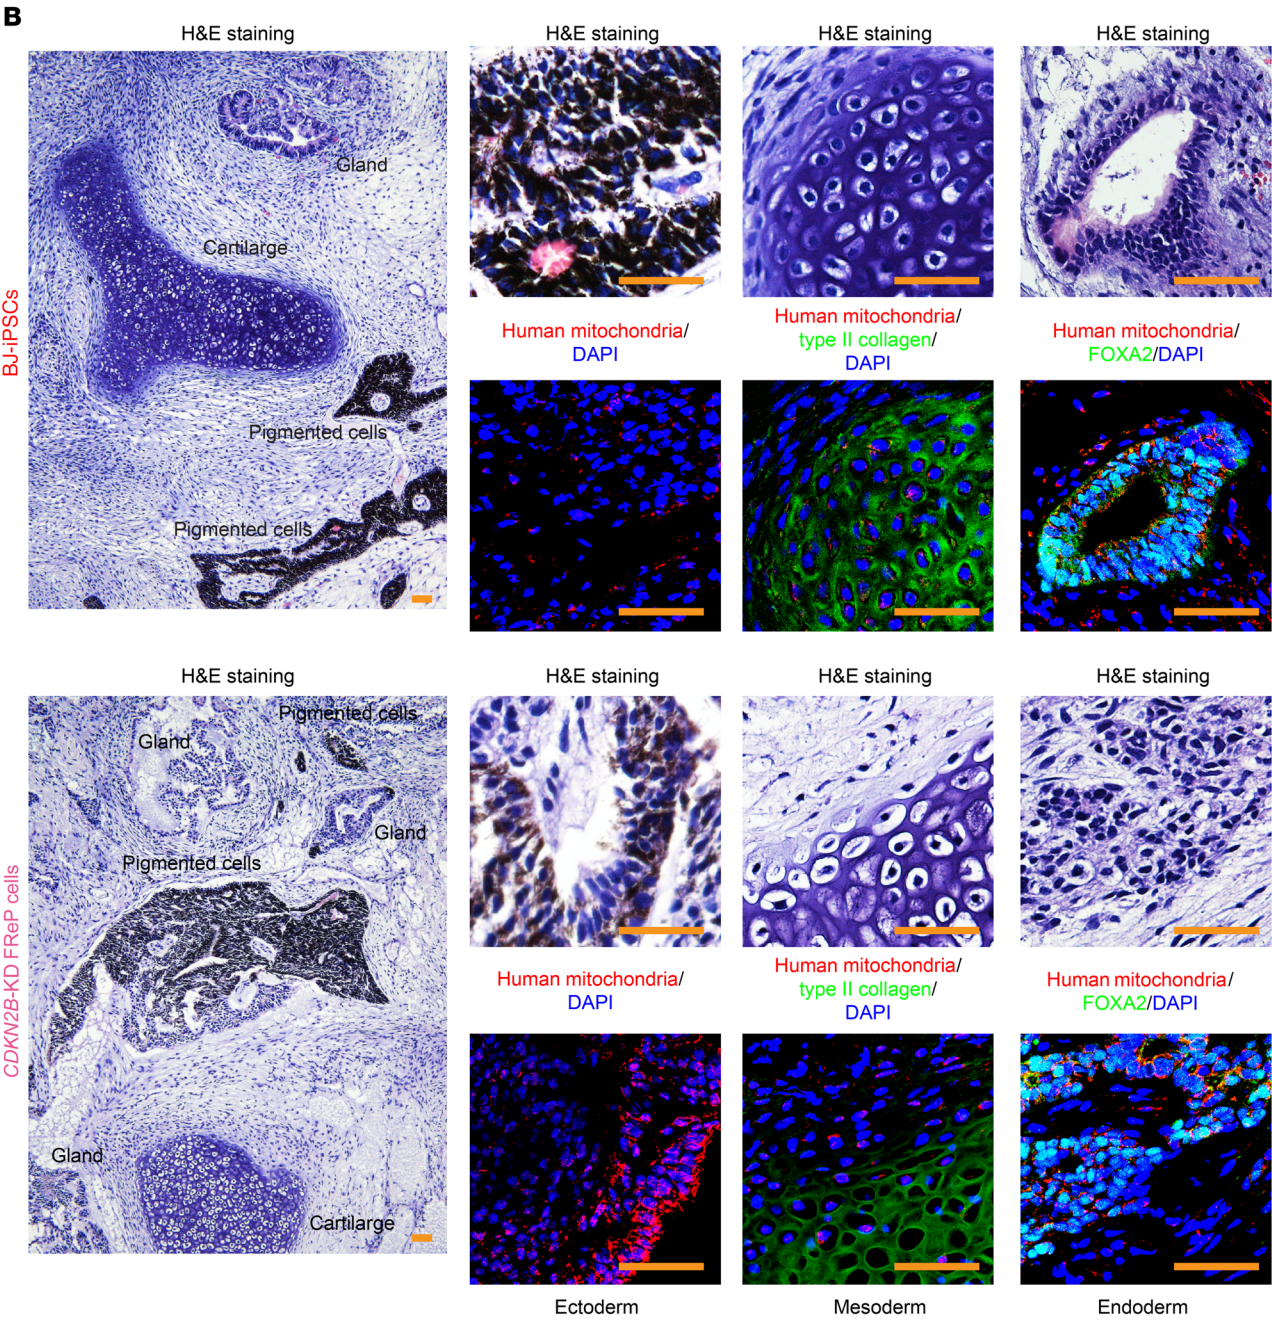 B
H&E staining
H&E staining
H&E staining
H&E staining
BJ-iPSCs
Gland
Cartilarge
Pigmented cells
Pigmented cells
Human mitochondria/
DAPI
Human mitochondria/
type II collagen/
DAPI
Human mitochondria/
FOXA2/DAPI
H&E staining
H&E staining
H&E staining
H&E staining
CDKN2B-KD FReP cells
Pigmented cells
Gland
Gland
Pigmented cells
Gland
Cartilarge
Human mitochondria/
DAPI
Human mitochondria/
type II collagen/
DAPI
Human mitochondria/
FOXA2/DAPI
Ectoderm
Mesoderm
Endoderm